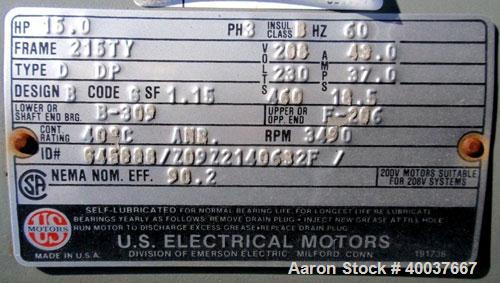 HP 15.0 PH 3 INSUL. CLASS B HZ 60
FRAME 215TY VOLTS 208 AMPS 43.0
TYPE D DP 230 37.0
DESIGN B CODE G SF 1.15 460 18.5
LOWER OR SHAFT END BRG. B-309 UPPER OR OPP. END F-206
CONT. RATING 40°C AMB. RPM 3490
ID#
NEMA NOM. EFF. 90.2
200V MOTORS SUITABLE
FOR 208V SYSTEMS
SELF-LUBRICATED FOR NORMAL BEARING LIFE, FOR LONGEST LIFE RE LUBRICATE
BEARINGS YEARLY AS FOLLOWS: REMOVE DRAIN PLUG • INJECT NEW GREASE AT FILL HOLE
RUN MOTOR TO DISCHARGE EXCESS GREASE • REPLACE DRAIN PLUG
US
MOTORS
U.S. ELECTRICAL MOTORS
DIVISION OF EMERSON ELECTRIC MILFORD, CONN.
MADE IN U.S.A.
191736
Aaron Stock # 40037667